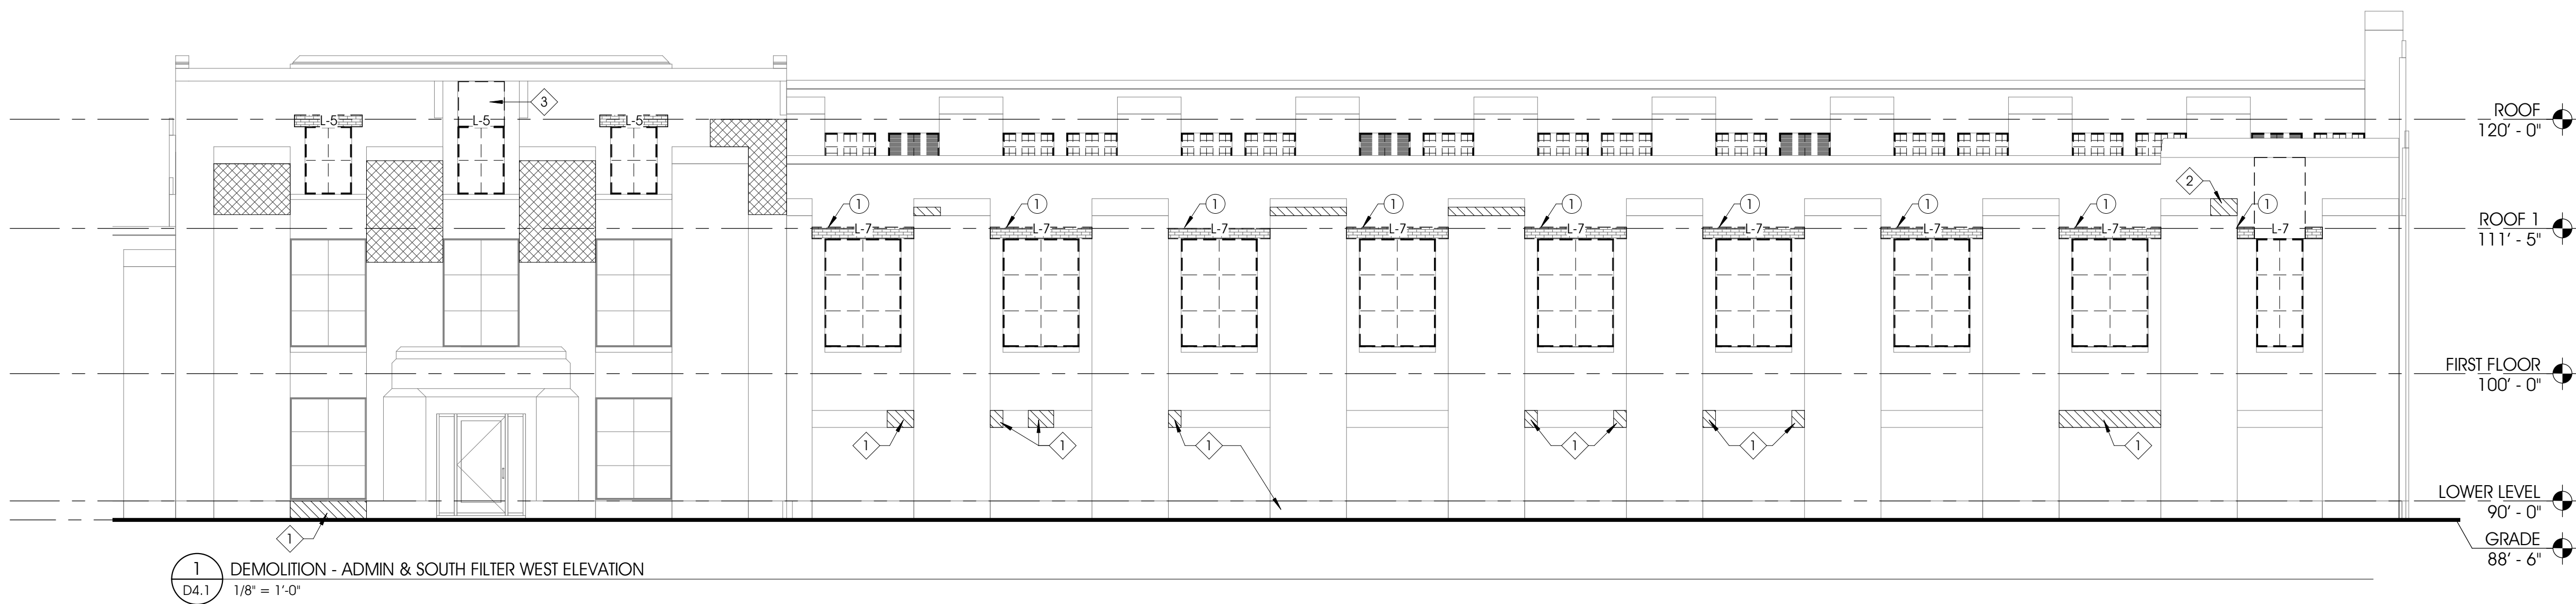 3
ROOF
120' - 0"
L-5
L-5
L-5
2
1
1
1
1
1
1
1
1
1
ROOF 1
111' - 5"
L-7
L-7
L-7
L-7
L-7
L-7
L-7
L-7
L-7
FIRST FLOOR
100' - 0"
1
1
1
1
1
1
LOWER LEVEL
90' - 0"
1
GRADE
88' - 6"
1
D4.1
DEMOLITION - ADMIN & SOUTH FILTER WEST ELEVATION
1/8" = 1'-0"